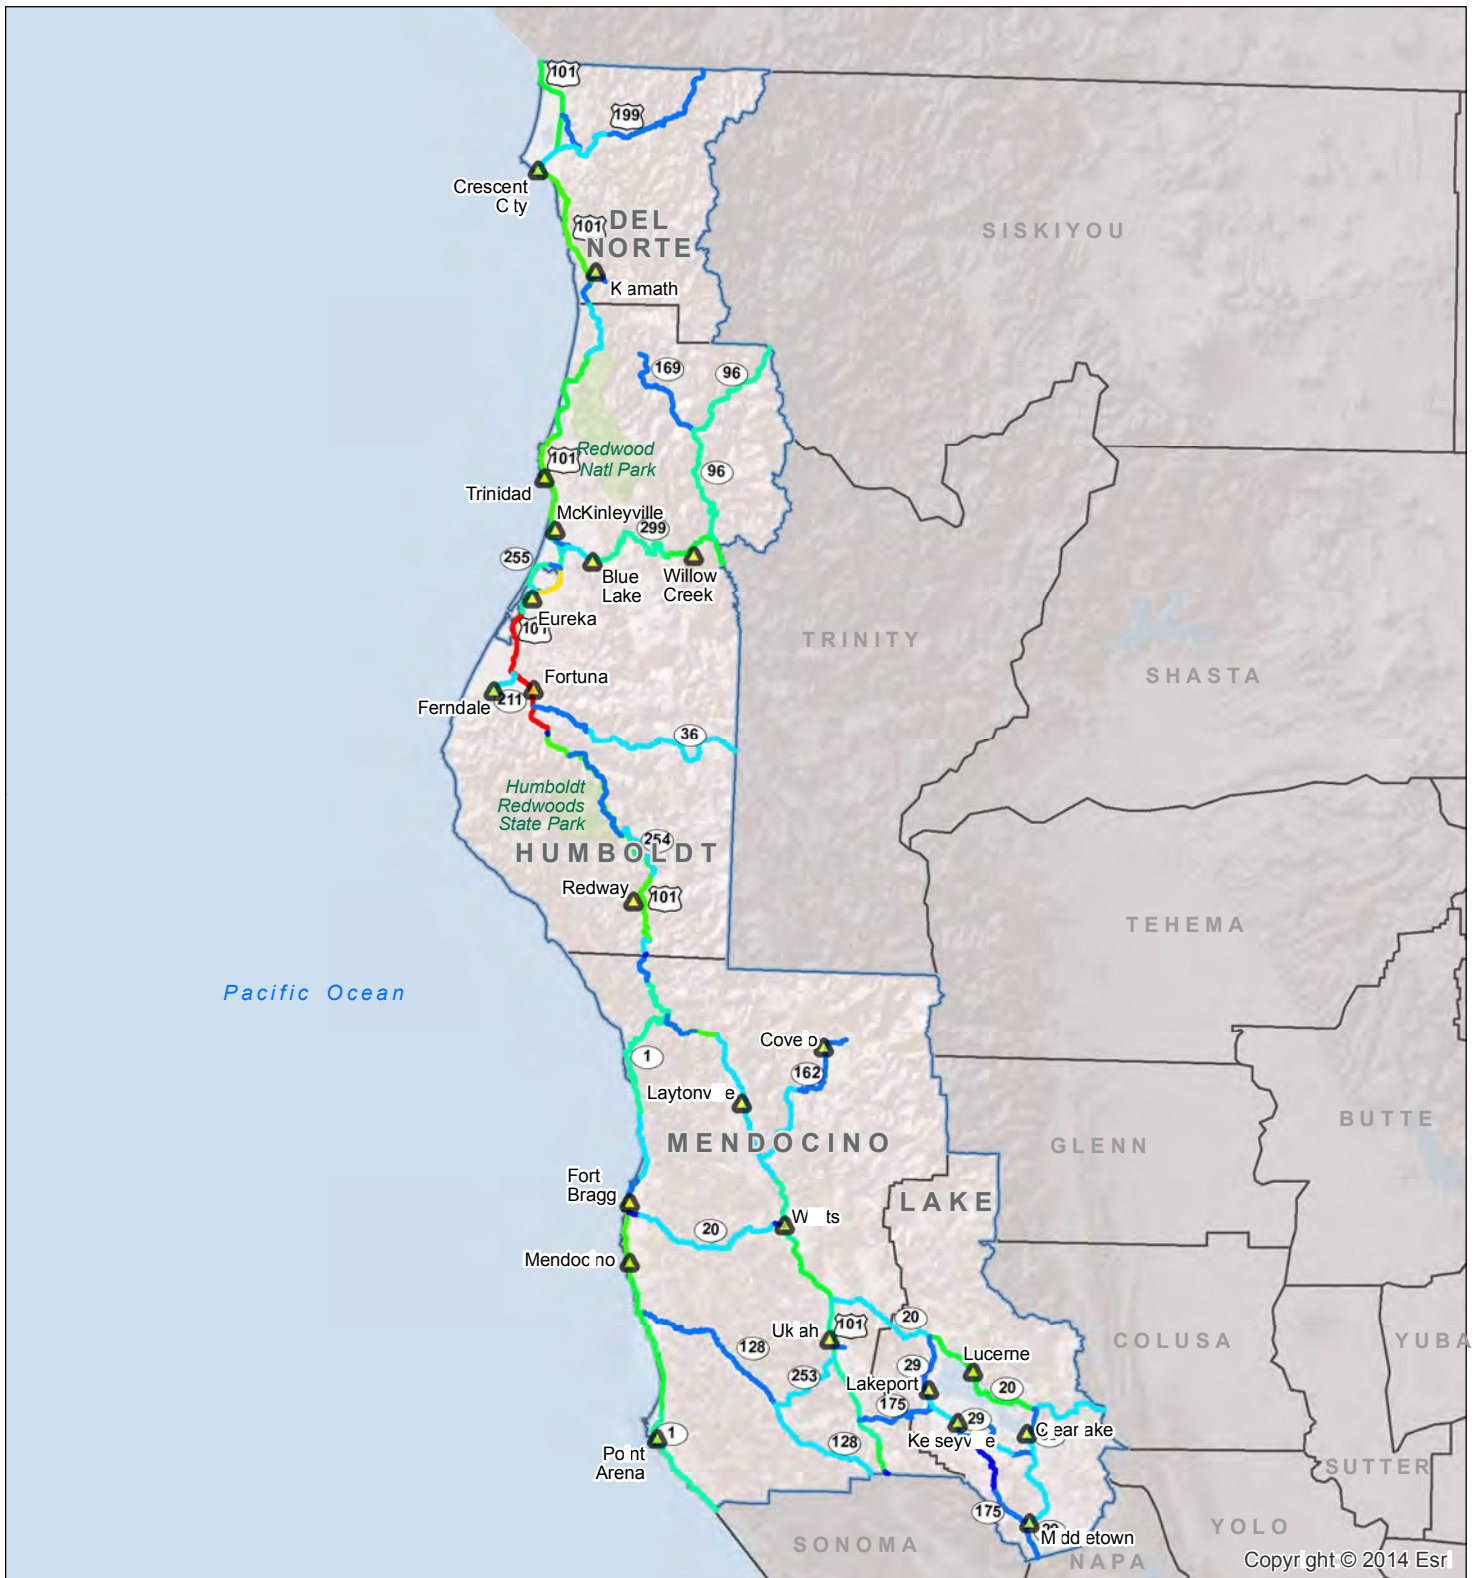 101
199
Crescent
C ty
101
DEL
NORTE
SISKIYOU
K amath
169
96
101
Redwood
Natl Park
96
Trinidad
McKinleyville
299
255
Blue
Lake
Willow
Creek
Eureka
101
TRINITY
SHASTA
Fortuna
211
Ferndale
36
Humboldt
Redwoods
State Park
254
HUMBOLDT
Redway
101
TEHEMA
Pacific Ocean
Cove o
1
162
Laytonv e
BUTTE
MENDOCINO
GLENN
Fort
Bragg
LAKE
W ts
20
Mendoc no
20
Uk ah
101
COLUSA
YUBA
128
Lucerne
29
253
Lakeport
20
175
29
C ear ake
Ke seyv e
1
128
Po nt
Arena
SUTTER
175
29
M dd etown
YOLO
SONOMA
NAPA
Copyr ght © 2014 Esr